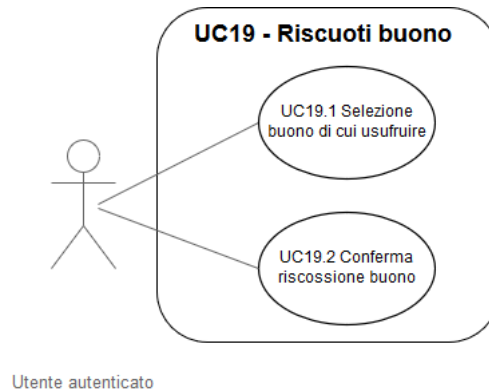 UC19 - Riscuoti buono
UC19.1 Selezione
buono di cui usufruire
UC19.2 Conferma
riscossione buono
Utente autenticato